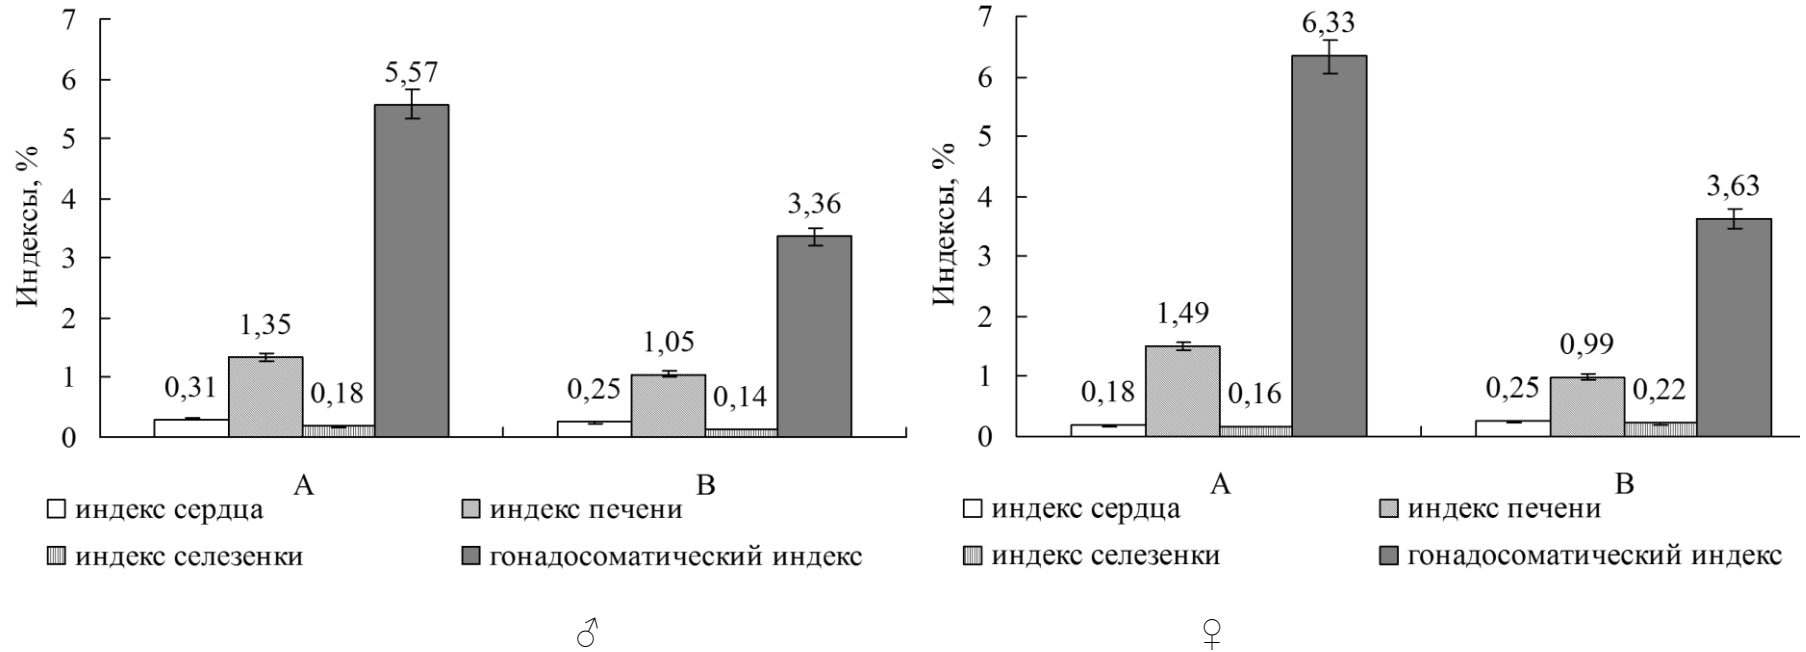 7
6
5
4
3
2
1
0
Индексы, %
0,31
1,35
0,18
5,57
0,25
1,05
0,14
3,36
А
В
индекс сердца
индекс печени
индекс селезенки
гонадосоматический индекс
♂
7
6
5
4
3
2
1
0
Индексы, %
0,18
1,49
0,16
6,33
0,25
0,99
0,22
3,63
А
В
индекс сердца
индекс печени
индекс селезенки
гонадосоматический индекс
♀